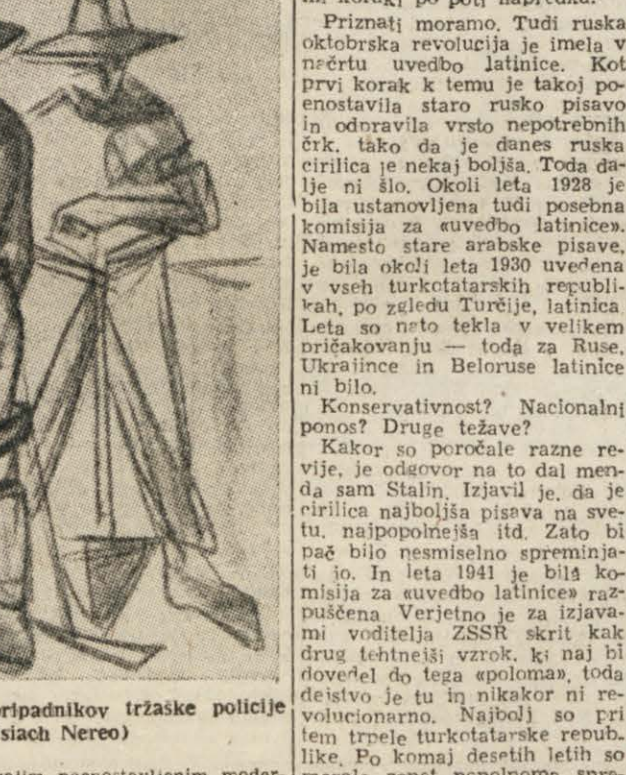 Priznati moramo. Tudi ruska
oktobrska revolucija je imela v
načrtu uvedbo latinice. Kot
prvi korak k temu je takoj po-
enostavila staro rusko pisavo
in odpravila vrsto nepotrebnih
črk. tako da je danes ruska
cirilica je nekaj boljša. Toda da-
lje ni šlo. Okoli leta 1928 je
bila ustanovljena tudi posebna
komisija za «uvedbo latinice».
Namesto stare arabske pisave,
je bila okoli leta 1930 uvedena
v vseh turkotatarskih republi-
kah, po zgledu Turčije, latinica
Leta so nato tekla v velikem
pričakovanju — toda za Ruse,
Ukrajince in Beloruse latinice
ni bilo.
Konservativnost? Nacionalni
ponos? Druge težave?
Kakor so poročale razne re-
vije, je odgovor na to dal men-
da sam Stalin. Izjavil je, da je
cirilica najboljša pisava na sve-
tu, najpopolnejša itd. Zato bi
pač bilo nesmiselno spreminja-
ti jo. In leta 1941 je bila ko-
misija za «uvedbo latinice» raz-
puščena Verjetno je za izjava-
mi voditelja ZSSR skrit kak
drug tehtnejši vzrok, ki naj bi
dovedel do tega «poloma», toda
dejstvo je tu in nikakor ni re-
volucionarno. Najbolj so pri
tem trpele turkotatarske repub-
like. Po komaj desetih letih so
ripadnikov tržaške policije
siach Nereo)